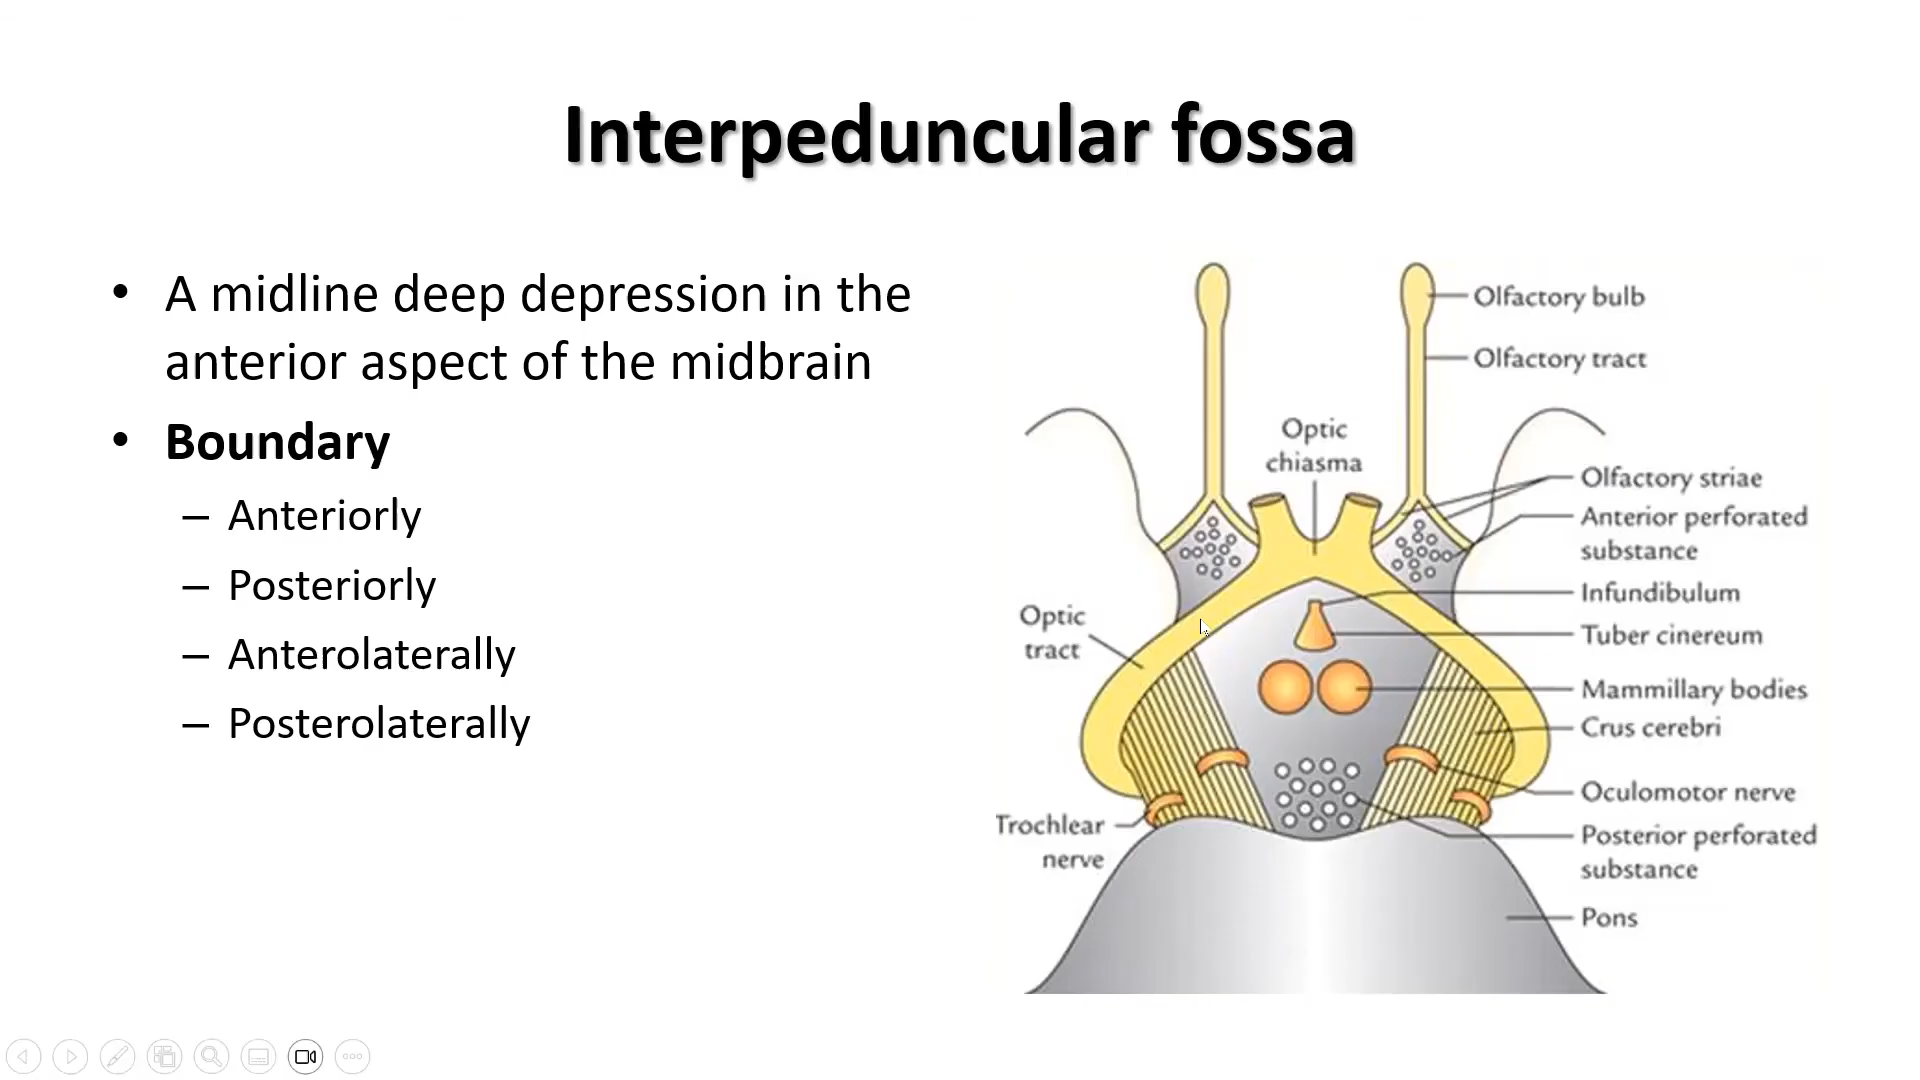 Interpeduncular fossa
• A midline deep depression in the
anterior aspect of the midbrain
• Boundary
– Anteriorly
– Posteriorly
– Anterolaterally
– Posterolaterally
Olfactory bulb
Olfactory tract
Optic
chiasma
Olfactory striae
Anterior perforated
substance
Infundibulum
Optic
tract
Tuber cinereum
Mammillary bodies
Crus cerebri
Oculomotor nerve
Trochlear
nerve
Posterior perforated
substance
Pons